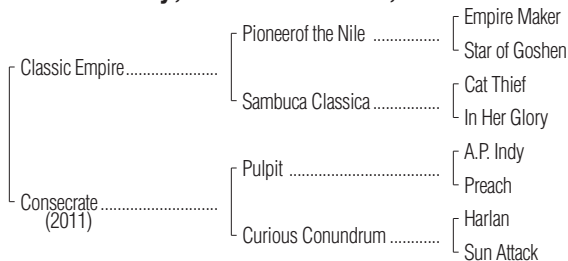 Empire Maker
Pioneerof the Nile ................
Star of Goshen
Classic Empire......................
Cat Thief
Sambuca Classica ................
In Her Glory
A.P. Indy
Pulpit ....................................
Preach
Consecrate ............................
(2011)
Harlan
Curious Conundrum ............
Sun Attack